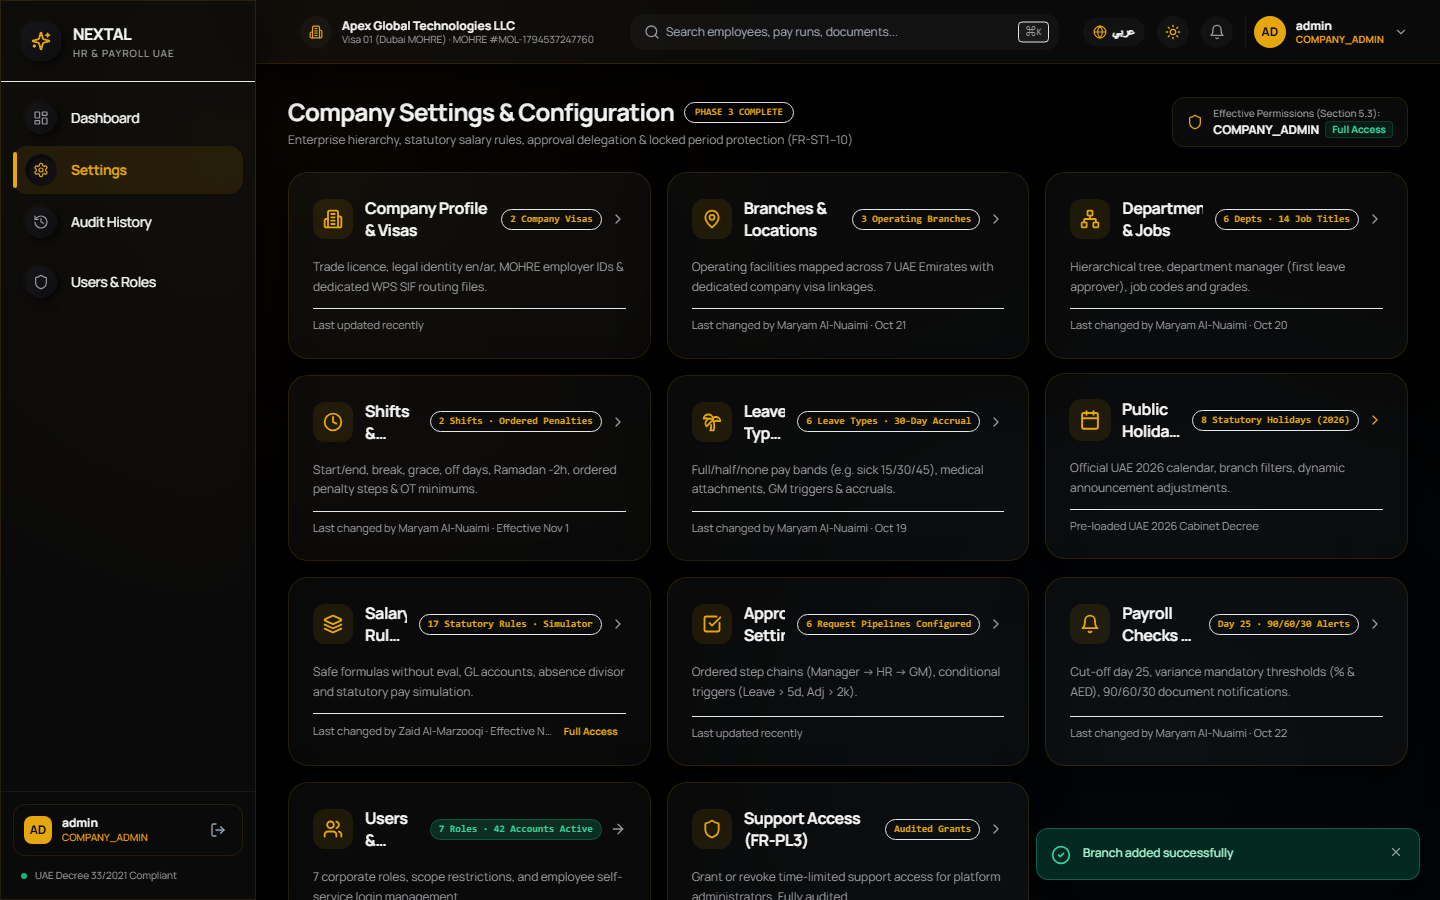 NEXTAL
HR & PAYROLL UAE
Apex Global Technologies LLC
Visa 01 (Dubai MOHRE) · MOHRE #MOL-1794537247760
Search employees, pay runs, documents...
⌘K
عربي
AD
admin
COMPANY_ADMIN
Dashboard
Settings
Audit History
Users & Roles
Company Settings & Configuration
PHASE 3 COMPLETE
Enterprise hierarchy, statutory salary rules, approval delegation & locked period protection (FR-ST1–10)
Effective Permissions (Section 5.3):
COMPANY_ADMIN Full Access
Company Profile
& Visas
2 Company Visas
Trade licence, legal identity en/ar, MOHRE employer IDs &
dedicated WPS SIF routing files.
Last updated recently
Branches &
Locations
3 Operating Branches
Operating facilities mapped across 7 UAE Emirates with
dedicated company visa linkages.
Last changed by Maryam Al-Nuaimi · Oct 21
Departmen
& Jobs
6 Depts · 14 Job Titles
Hierarchical tree, department manager (first leave
approver), job codes and grades.
Last changed by Maryam Al-Nuaimi · Oct 20
Shifts
&...
2 Shifts · Ordered Penalties
Start/end, break, grace, off days, Ramadan -2h, ordered
penalty steps & OT minimums.
Last changed by Maryam Al-Nuaimi · Effective Nov 1
Leave
Typ...
6 Leave Types · 30-Day Accrual
Full/half/none pay bands (e.g. sick 15/30/45), medical
attachments, GM triggers & accruals.
Last changed by Maryam Al-Nuaimi · Oct 19
Public
Holida...
8 Statutory Holidays (2026)
Official UAE 2026 calendar, branch filters, dynamic
announcement adjustments.
Pre-loaded UAE 2026 Cabinet Decree
Salary
Rul...
17 Statutory Rules · Simulator
Safe formulas without eval, GL accounts, absence divisor
and statutory pay simulation.
Last changed by Zaid Al-Marzooqi · Effective N... Full Access
Appro
Settin
6 Request Pipelines Configured
Ordered step chains (Manager → HR → GM), conditional
triggers (Leave > 5d, Adj > 2k).
Last updated recently
Payroll
Checks ...
Day 25 · 90/60/30 Alerts
Cut-off day 25, variance mandatory thresholds (% &
AED), 90/60/30 document notifications.
Last changed by Maryam Al-Nuaimi · Oct 22
Users
&...
7 Roles · 42 Accounts Active
7 corporate roles, scope restrictions, and employee self-
service login management.
Support Access
(FR-PL3)
Audited Grants
Grant or revoke time-limited support access for platform
administrators. Fully audited.
Branch added successfully
AD
admin
COMPANY_ADMIN
UAE Decree 33/2021 Compliant